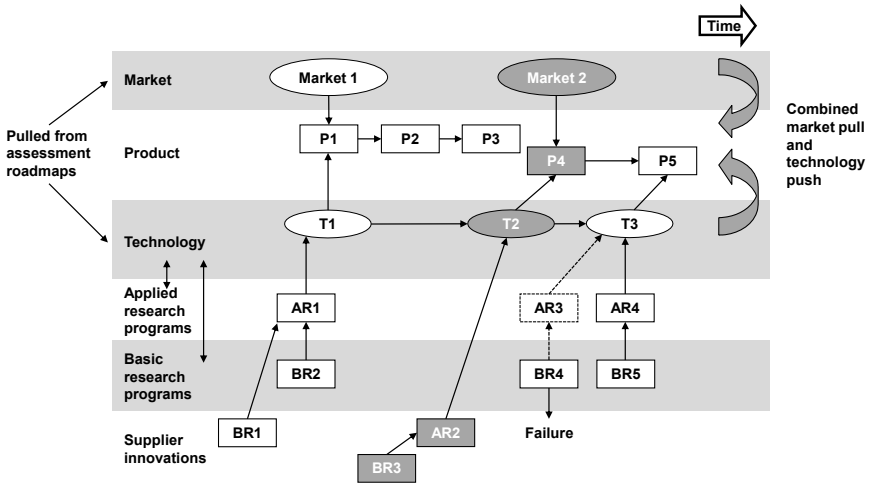 Time
Market
Market 1
Market 2
Pulled from
assessment
roadmaps
Combined
market pull
and
technology
push
Product
P1
P2
P3
P4
P5
Technology
T1
T2
T3
Applied
research
programs
AR1
AR3
AR4
Basic
research
programs
BR2
BR4
BR5
Supplier
innovations
BR1
AR2
Failure
BR3